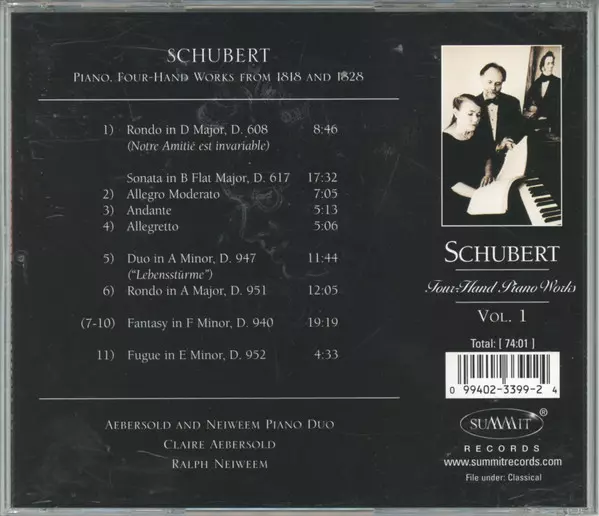 SCHUBERT
PIANO, FOUR-HAND WORKS FROM 1818 AND 1828
1) Rondo in D Major, D. 608 8:46
(Notre Amitié est invariable)
Sonata in B Flat Major, D. 617 17:32
2) Allegro Moderato 7:05
3) Andante 5:13
4) Allegretto 5:06
5) Duo in A Minor, D. 947 11:44
("Lebensstürme")
6) Rondo in A Major, D. 951 12:05
(7-10) Fantasy in F Minor, D. 940 19:19
11) Fugue in E Minor, D. 952 4:33
AEBERSOLD AND NEIWEEM PIANO DUO
CLAIRE AEBERSOLD
RALPH NEIWEEM
SCHUBERT
Four-Hand Piano Works
VOL. 1
Total: [ 74:01 ]
0 99402-3399-2 4
SUMMIT ®
RECORDS
www.summitrecords.com
File under: Classical